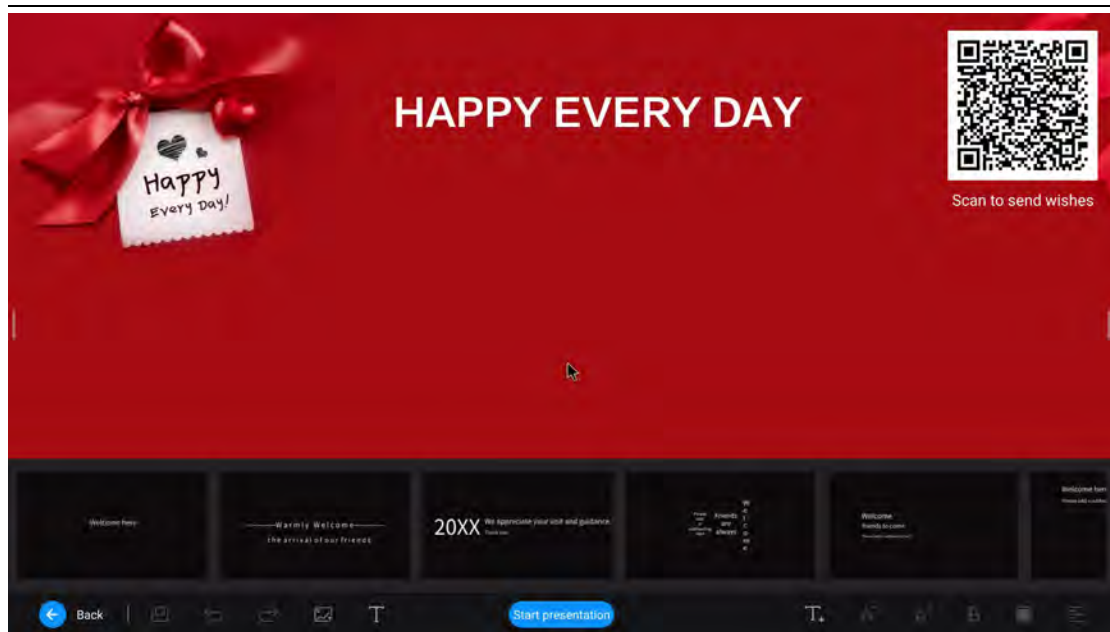 HAPPY EVERY DAY
Happy
Every Day!
Scan to send wishes
Welcome here
Warmly Welcome
the arrival of our friends
20XX
We appreciate your visit and guidance.
Friends
are
always
Welcome
Welcome
friends to come
Welcome here
Back
Start presentation